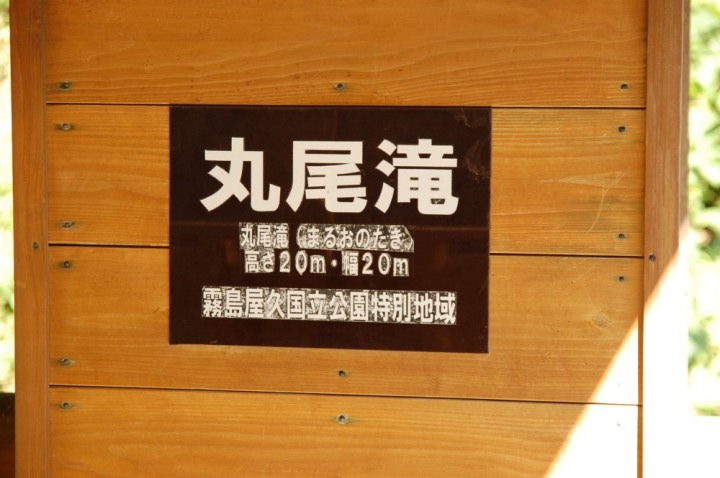 丸尾滝
丸尾滝（まるおのたき）
高さ20m・幅20m
霧島屋久国立公園特別地域